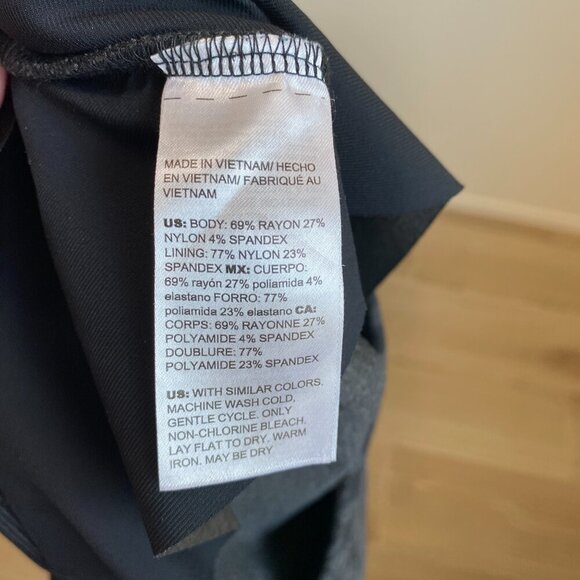 MADE IN VIETNAM/ HECHO
EN VIETNAM/ FABRIQUÉ AU
VIETNAM
US: BODY: 69% RAYON 27%
NYLON 4% SPANDEX
LINING: 77% NYLON 23%
SPANDEX MX: CUERPO:
69% rayón 27% poliamida 4%
elastano FORRO: 77%
poliamida 23% elastano CA:
CORPS: 69% RAYONNE 27%
POLYAMIDE 4% SPANDEX
DOUBLURE: 77%
POLYAMIDE 23% SPANDEX
US: WITH SIMILAR COLORS.
MACHINE WASH COLD.
GENTLE CYCLE. ONLY
NON-CHLORINE BLEACH.
LAY FLAT TO DRY. WARM
IRON. MAY BE DRY